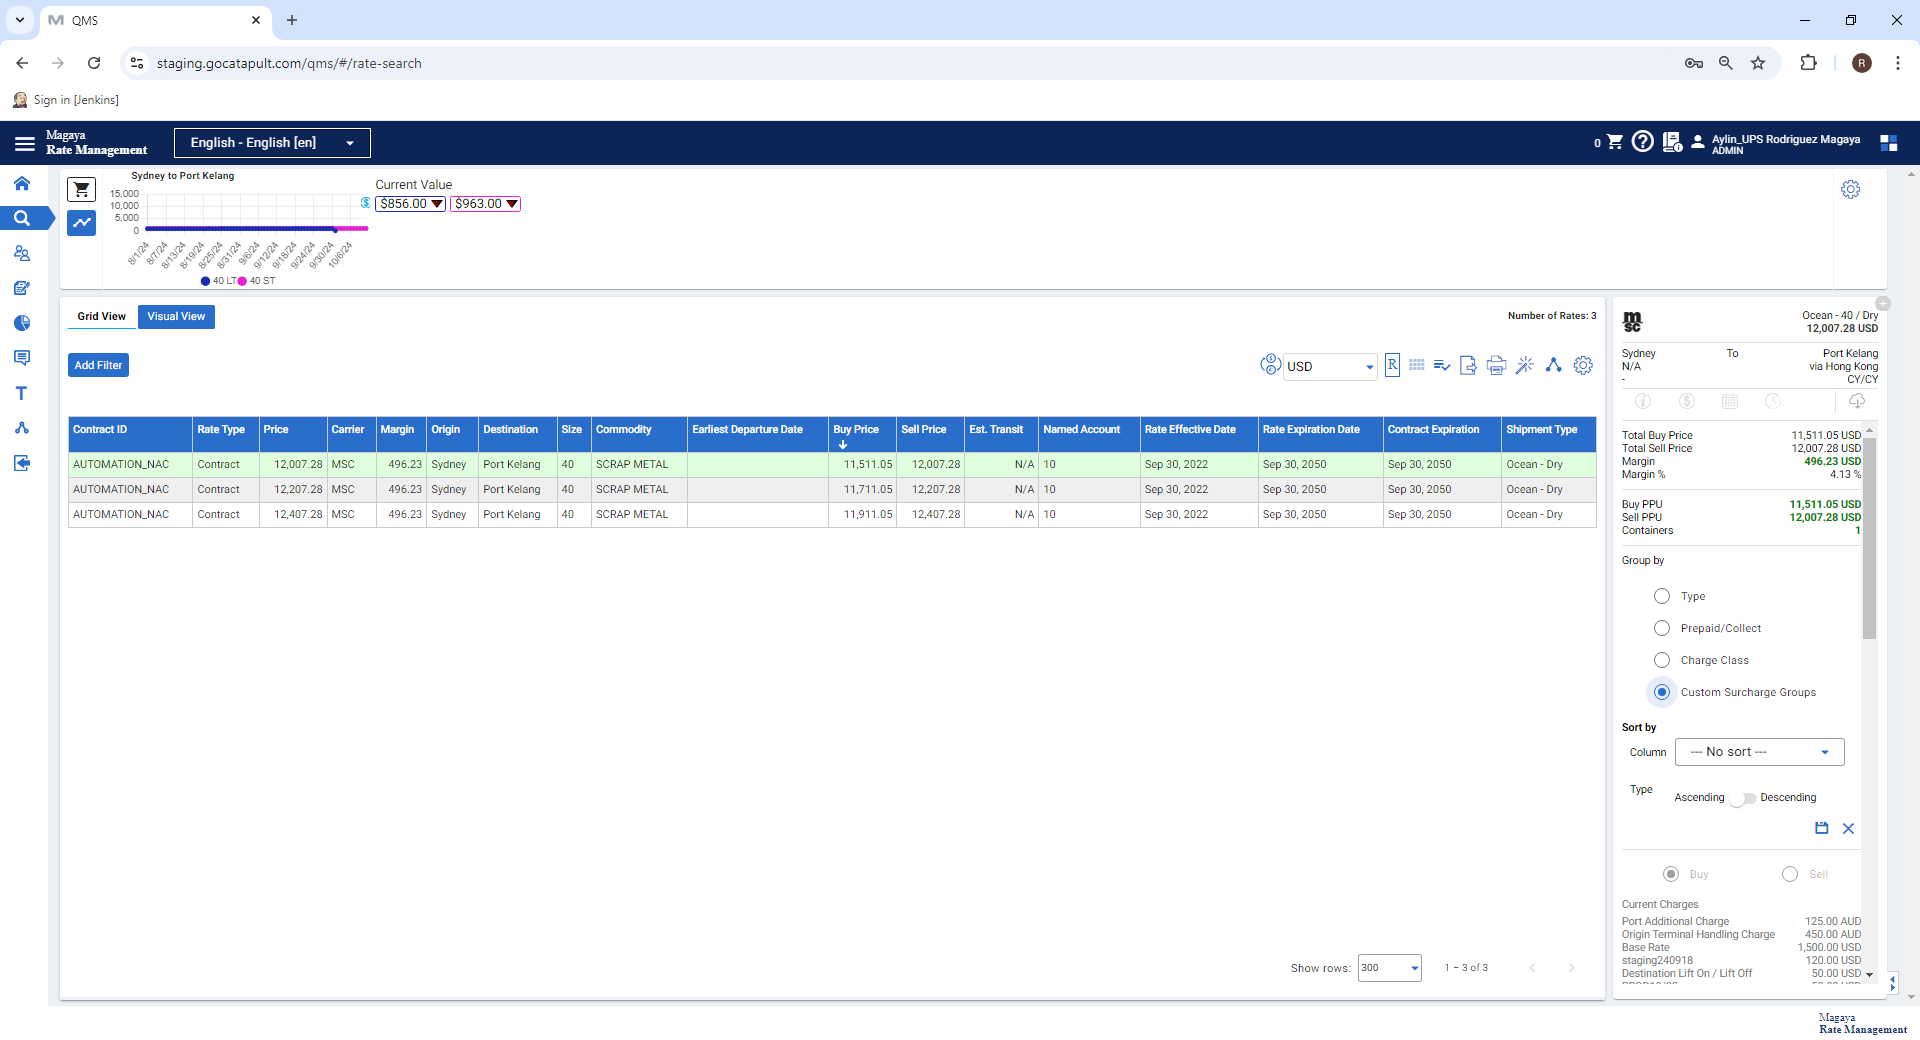 QMS
staging.gocatapult.com/qms/#/rate-search
R
Sign in [Jenkins]
Magaya
Rate Management
English - English [en]
0
Aylin_UPS Rodriguez Magaya
ADMIN
Sydney to Port Kelang
15,000
10,000
5,000
0
8/1/24
8/7/24
8/13/24
8/19/24
8/25/24
8/31/24
9/6/24
9/12/24
9/18/24
9/24/24
9/30/24
10/6/24
40 LT 40 ST
Current Value
$856.00 $963.00
Grid View Visual View
Number of Rates: 3
Add Filter
USD
R
Contract ID Rate Type Price Carrier Margin Origin Destination Size Commodity Earliest Departure Date Buy Price Sell Price Est. Transit Named Account Rate Effective Date Rate Expiration Date Contract Expiration Shipment Type
AUTOMATION_NAC Contract 12,007.28 MSC 496.23 Sydney Port Kelang 40 SCRAP METAL 11,511.05 12,007.28 N/A 10 Sep 30, 2022 Sep 30, 2050 Sep 30, 2050 Ocean - Dry
AUTOMATION_NAC Contract 12,207.28 MSC 496.23 Sydney Port Kelang 40 SCRAP METAL 11,711.05 12,207.28 N/A 10 Sep 30, 2022 Sep 30, 2050 Sep 30, 2050 Ocean - Dry
AUTOMATION_NAC Contract 12,407.28 MSC 496.23 Sydney Port Kelang 40 SCRAP METAL 11,911.05 12,407.28 N/A 10 Sep 30, 2022 Sep 30, 2050 Sep 30, 2050 Ocean - Dry
Show rows: 300 1 – 3 of 3
msc
Ocean - 40 / Dry
12,007.28 USD
Sydney To Port Kelang
N/A via Hong Kong
- CY/CY
Total Buy Price 11,511.05 USD
Total Sell Price 12,007.28 USD
Margin 496.23 USD
Margin % 4.13 %
Buy PPU 11,511.05 USD
Sell PPU 12,007.28 USD
Containers 1
Group by
Type
Prepaid/Collect
Charge Class
Custom Surcharge Groups
Sort by
Column --- No sort ---
Type Ascending Descending
Buy Sell
Current Charges
Port Additional Charge 125.00 AUD
Origin Terminal Handling Charge 450.00 AUD
Base Rate 1,500.00 USD
staging240918 120.00 USD
Destination Lift On / Lift Off 50.00 USD
Magaya
Rate Management